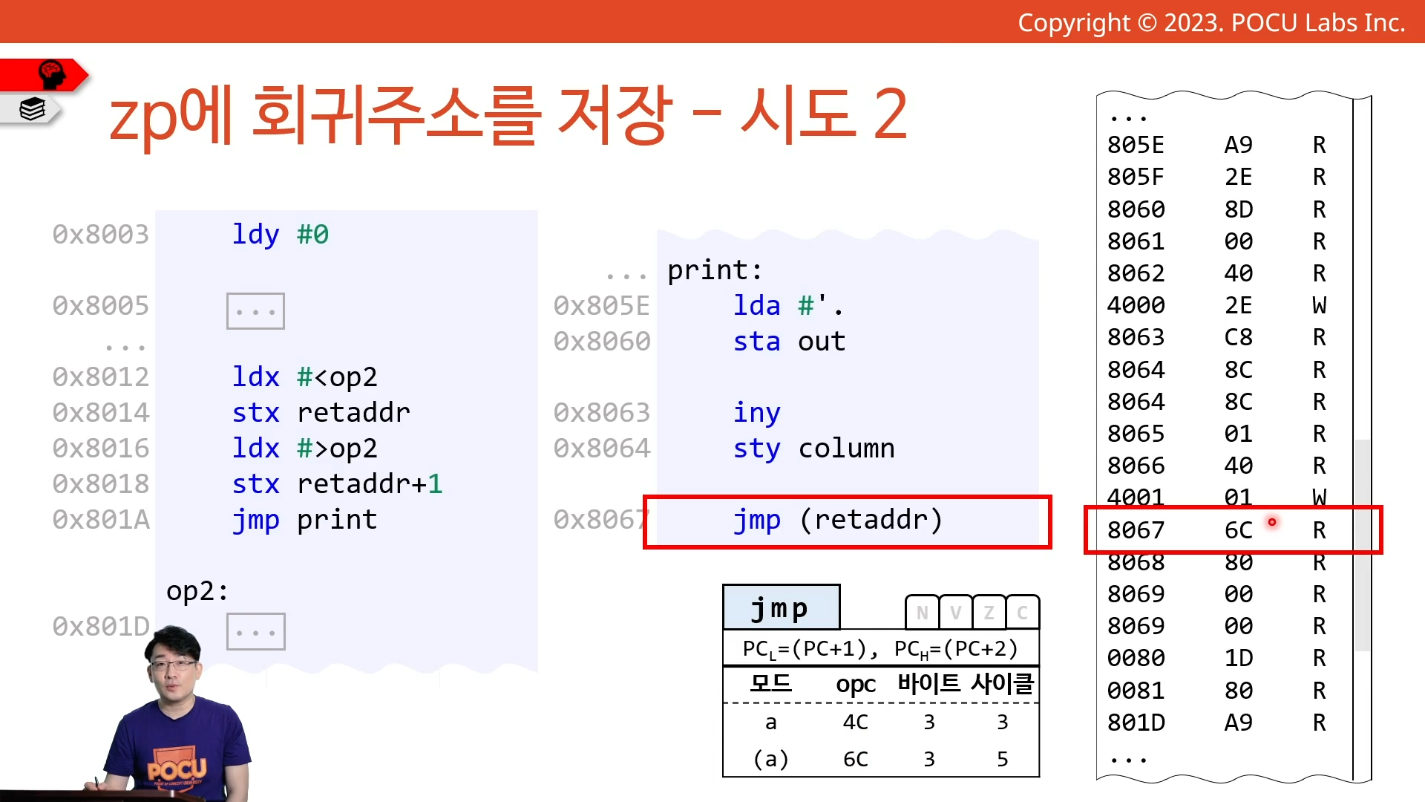 Copyright © 2023. POCU Labs Inc.
zp에 회귀주소를 저장 – 시도 2
0x8003 ldy #0
0x8005 ...
...
0x8012 ldx #<op2
0x8014 stx retaddr
0x8016 ldx #>op2
0x8018 stx retaddr+1
0x801A jmp print
op2:
0x801D ...
... print:
0x805E lda #'.
0x8060 sta out
0x8063 iny
0x8064 sty column
0x8067 jmp (retaddr)
jmp N V Z C
PCL=(PC+1), PCH=(PC+2)
모드 opc 바이트 사이클
a 4C 3 3
(a) 6C 3 5
...
805E A9 R
805F 2E R
8060 8D R
8061 00 R
8062 40 R
4000 2E W
8063 C8 R
8064 8C R
8064 8C R
8065 01 R
8066 40 R
4001 01 W
8067 6C R
8068 80 R
8069 00 R
8069 00 R
0080 1D R
0081 80 R
801D A9 R
...
POCU